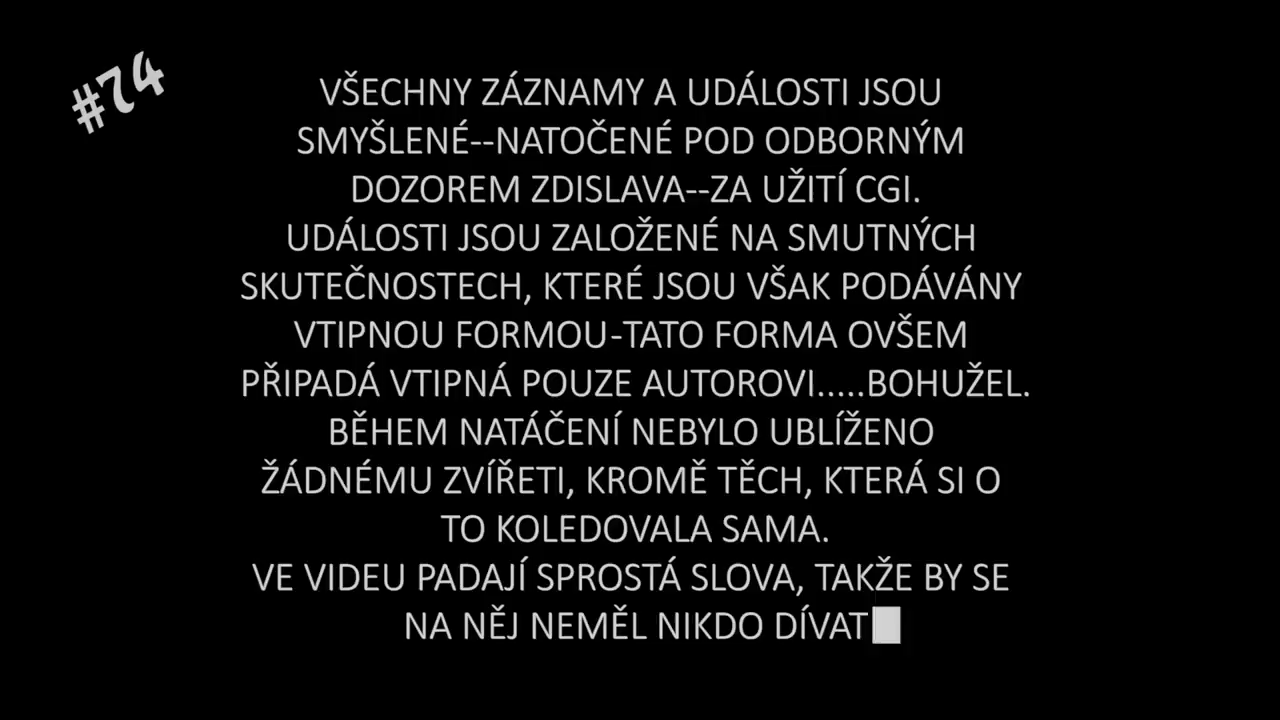 #74
VŠECHNY ZÁZNAMY A UDÁLOSTI JSOU
SMYŠLENÉ--NATOČENÉ POD ODBORNÝM
DOZOREM ZDISLAVA--ZA UŽITÍ CGI.
UDÁLOSTI JSOU ZALOŽENÉ NA SMUTNÝCH
SKUTEČNOSTECH, KTERÉ JSOU VŠAK PODÁVÁNY
VTIPNOU FORMOU-TATO FORMA OVŠEM
PŘIPADÁ VTIPNÁ POUZE AUTOROVI.....BOHUŽEL.
BĚHEM NATÁČENÍ NEBYLO UBLÍŽENO
ŽÁDNÉMU ZVÍŘETI, KROMĚ TĚCH, KTERÁ SI O
TO KOLEDOVALA SAMA.
VE VIDEU PADAJÍ SPROSTÁ SLOVA, TAKŽE BY SE
NA NĚJ NEMĚL NIKDO DÍVAT